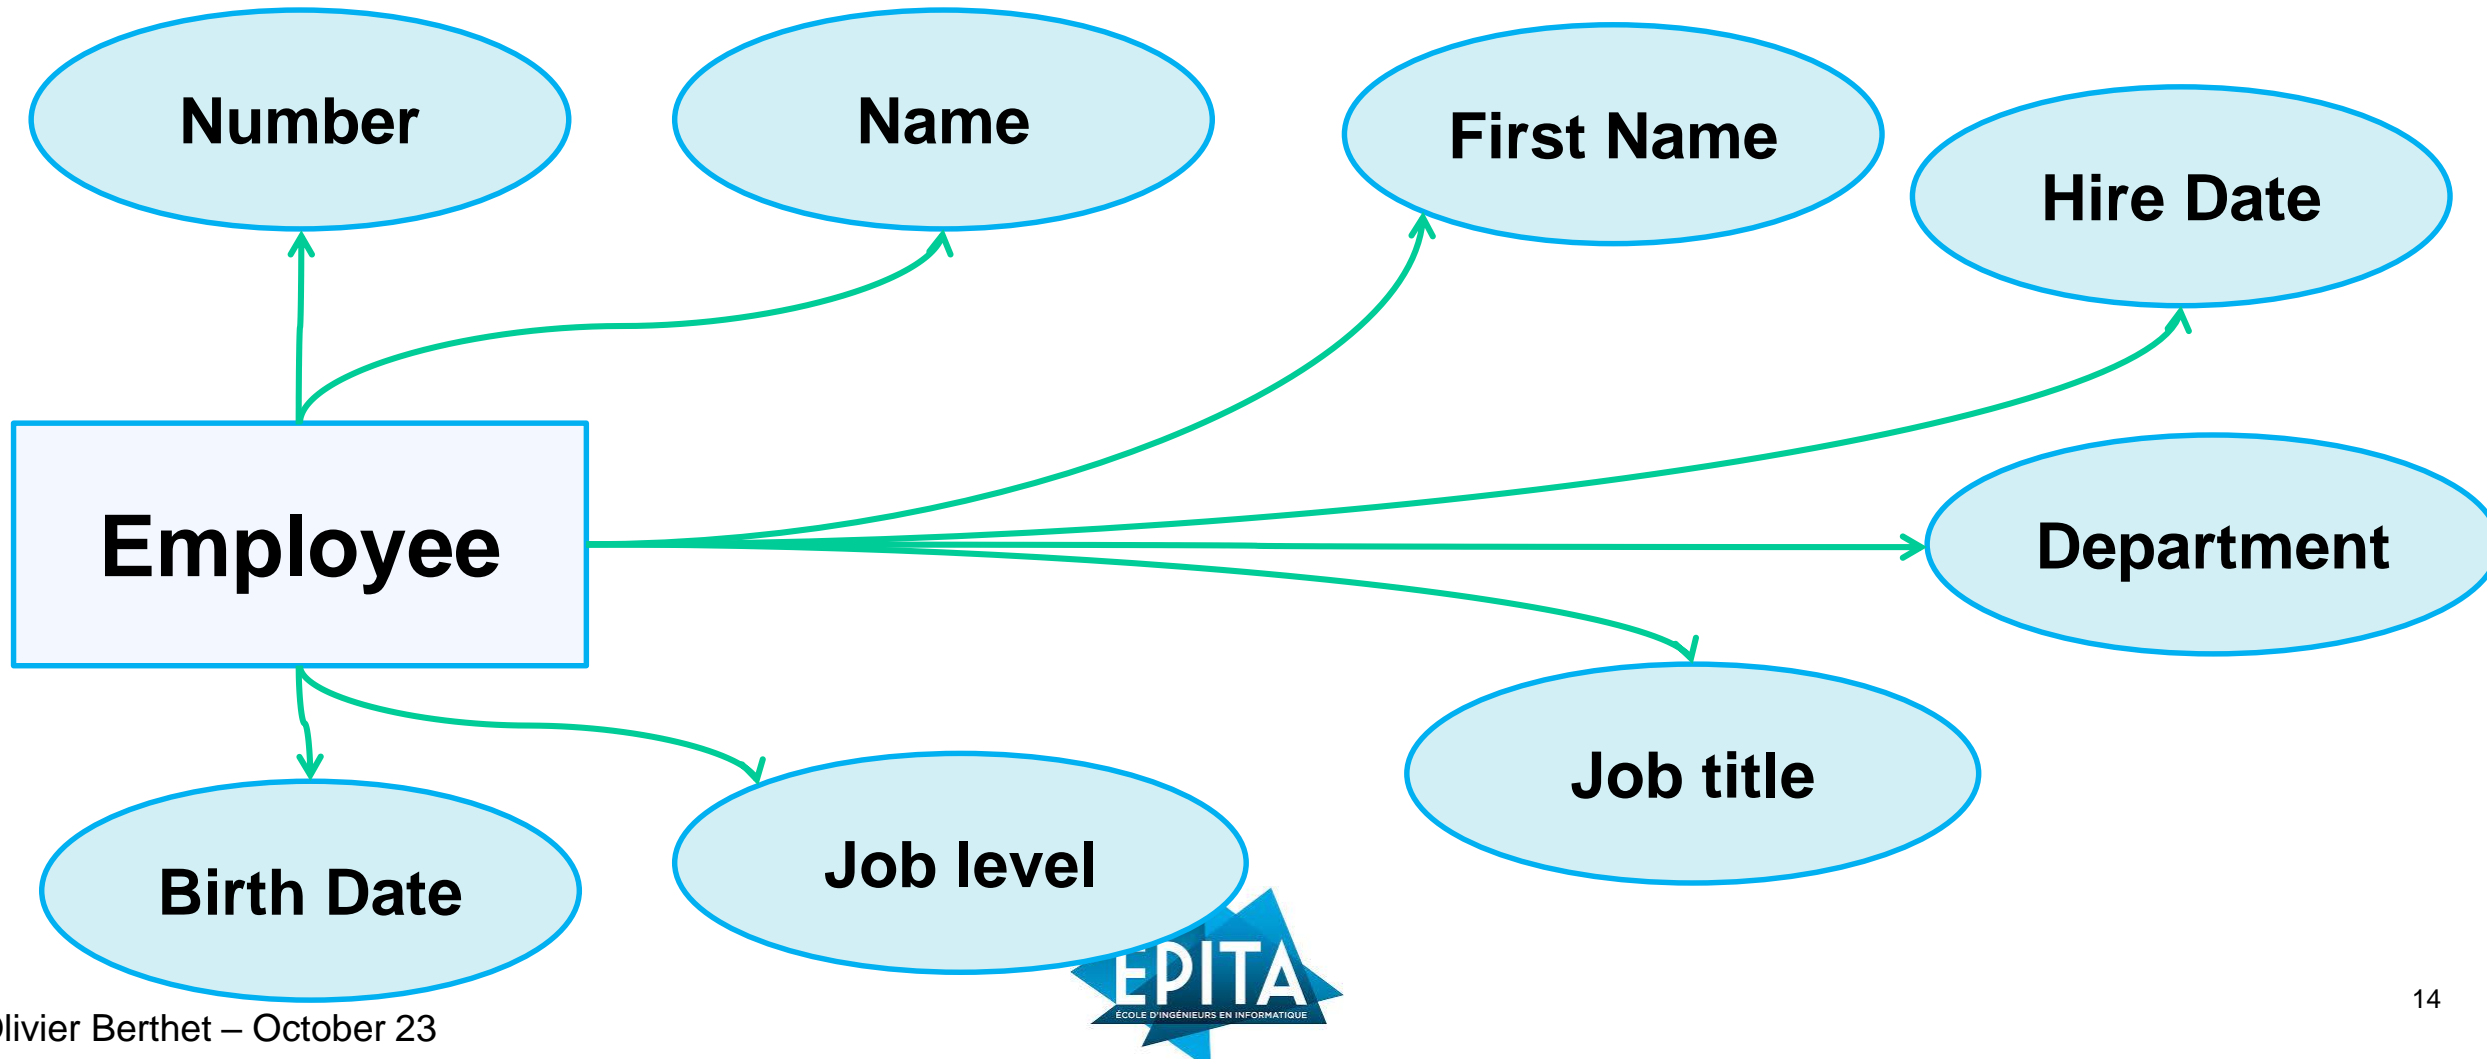 Number
Name
First Name
Hire Date
Employee
Department
Job title
Job level
Birth Date
EPITA
ÉCOLE D'INGÉNIEURS EN INFORMATIQUE
14
livier Berthet – October 23